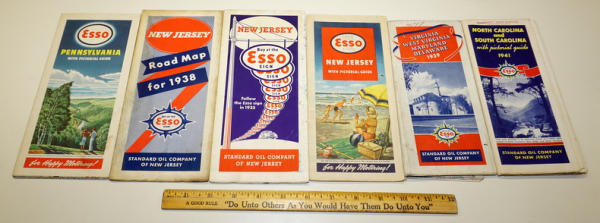 Esso
PENNSYLVANIA
WITH PICTORIAL GUIDE
for Happy Motoring!
NEW JERSEY
Road Map
for 1938
Esso
STANDARD OIL COMPANY
OF NEW JERSEY
NEW JERSEY
Buy at the
Esso
SIGN
Follow
the Esso sign
in 1935
STANDARD OIL COMPANY
OF NEW JERSEY
Esso
NEW JERSEY
WITH PICTORIAL GUIDE
for Happy Motoring!
VIRGINIA
WEST VIRGINIA
MARYLAND
DELAWARE
1939
Esso
STANDARD OIL COMPANY
OF NEW JERSEY
NORTH CAROLINA
and
SOUTH CAROLINA
with pictorial guide
1941
Esso
STANDARD OIL COMPANY
OF NEW JERSEY
A GOOD RULE "Do Unto Others As You Would Have Them Do Unto You"